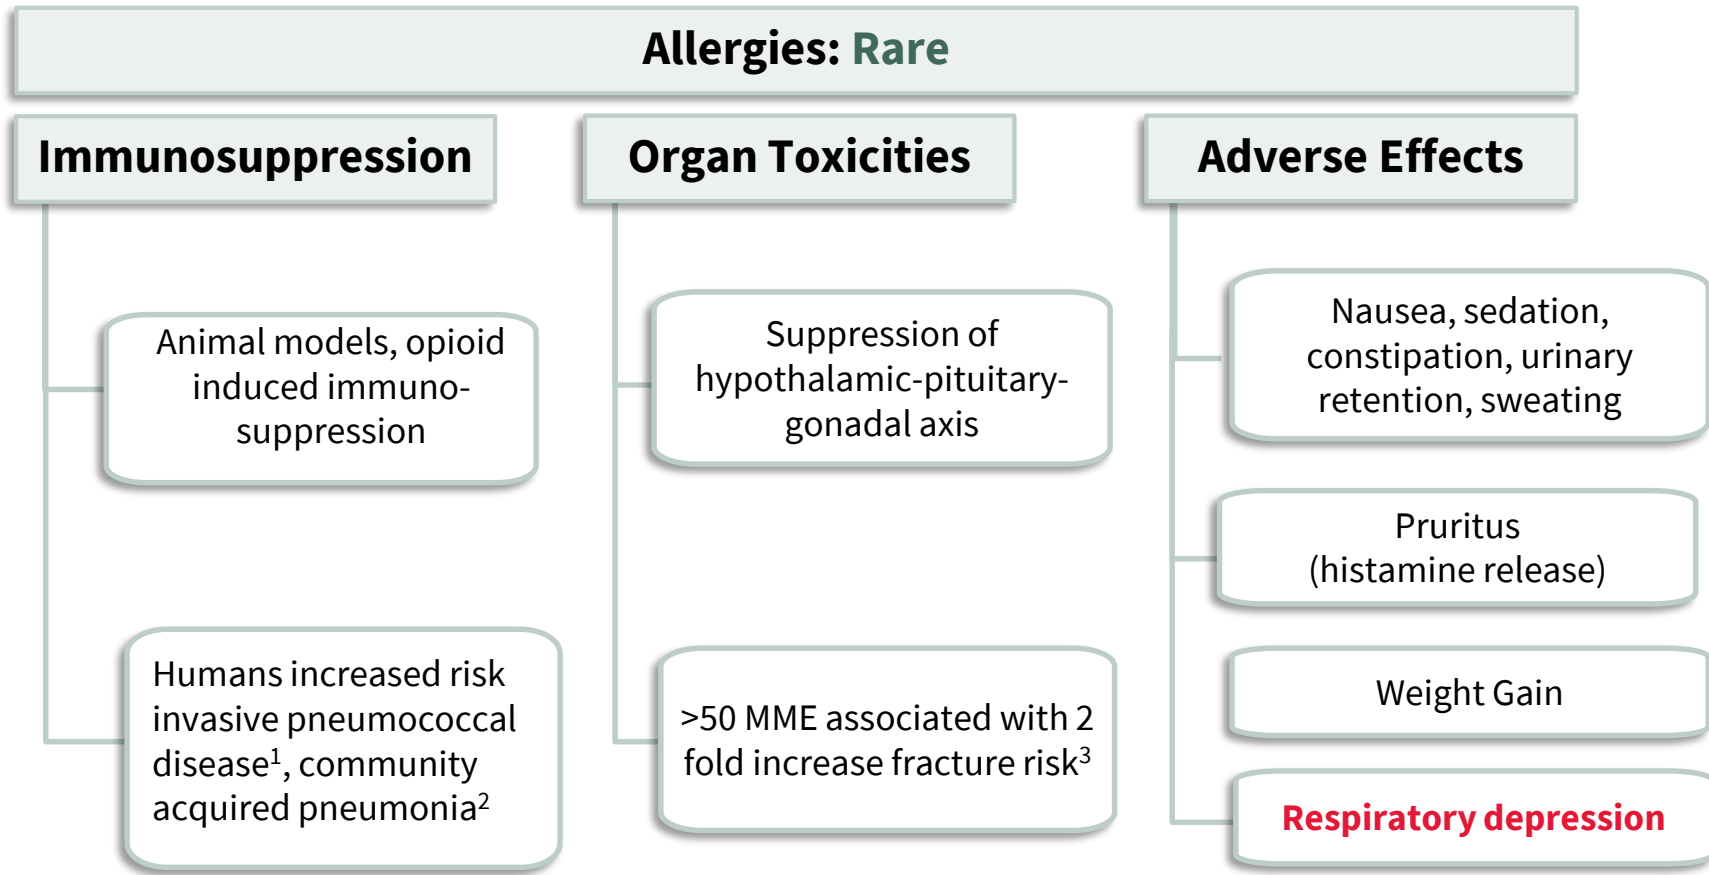 Allergies: Rare
Immunosuppression
Animal models, opioid
induced immuno-
suppression
Humans increased risk
invasive pneumococcal
disease¹, community
acquired pneumonia²
Organ Toxicities
Suppression of
hypothalamic-pituitary-
gonadal axis
>50 MME associated with 2
fold increase fracture risk³
Adverse Effects
Nausea, sedation,
constipation, urinary
retention, sweating
Pruritus
(histamine release)
Weight Gain
Respiratory depression